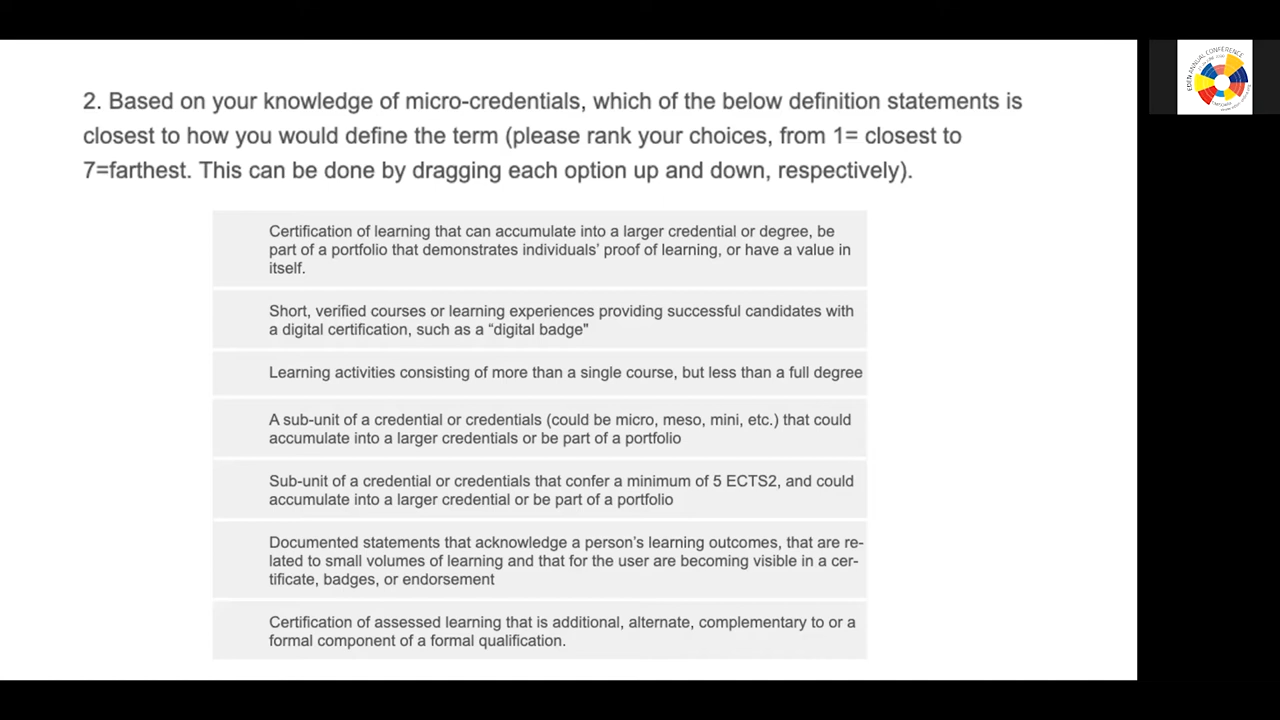 2. Based on your knowledge of micro-credentials, which of the below definition statements is
closest to how you would define the term (please rank your choices, from 1= closest to
7=farthest. This can be done by dragging each option up and down, respectively).
Certification of learning that can accumulate into a larger credential or degree, be
part of a portfolio that demonstrates individuals’ proof of learning, or have a value in
itself.
Short, verified courses or learning experiences providing successful candidates with
a digital certification, such as a “digital badge"
Learning activities consisting of more than a single course, but less than a full degree
A sub-unit of a credential or credentials (could be micro, meso, mini, etc.) that could
accumulate into a larger credentials or be part of a portfolio
Sub-unit of a credential or credentials that confer a minimum of 5 ECTS2, and could
accumulate into a larger credential or be part of a portfolio
Documented statements that acknowledge a person’s learning outcomes, that are re-
lated to small volumes of learning and that for the user are becoming visible in a cer-
tificate, badges, or endorsement
Certification of assessed learning that is additional, alternate, complementary to or a
formal component of a formal qualification.
EDEN ANNUAL CONFERENCE